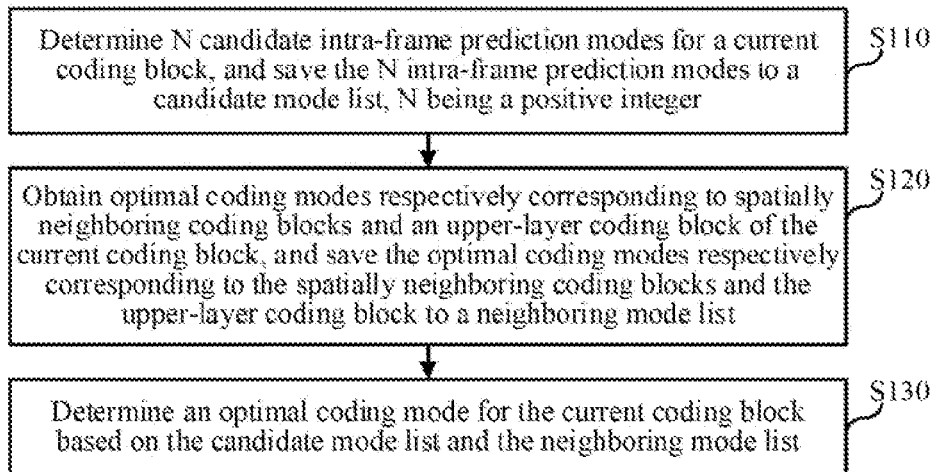 Determine N candidate intra-frame prediction modes for a current
coding block, and save the N intra-frame prediction modes to a
candidate mode list, N being a positive integer
S110
Obtain optimal coding modes respectively corresponding to spatially
neighboring coding blocks and an upper-layer coding block of the
current coding block, and save the optimal coding modes respectively
corresponding to the spatially neighboring coding blocks and the
upper-layer coding block to a neighboring mode list
S120
Determine an optimal coding mode for the current coding block
based on the candidate mode list and the neighboring mode list
S130